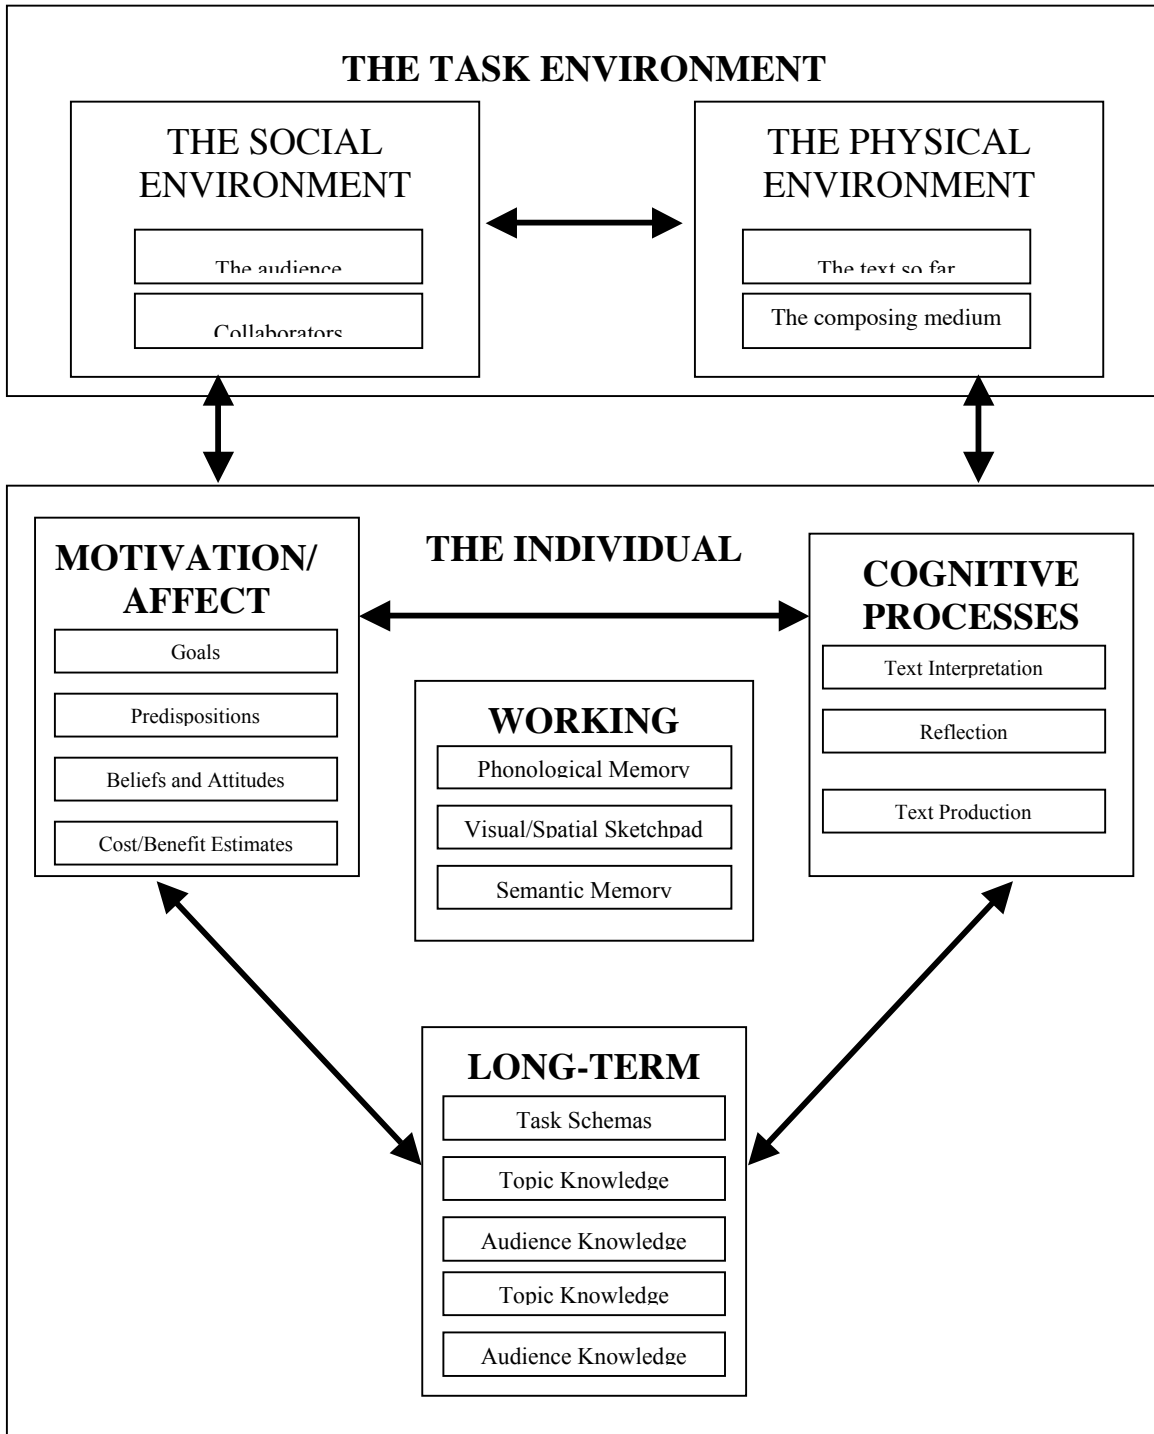 THE TASK ENVIRONMENT
THE SOCIAL
ENVIRONMENT
The audience
Collaborators
THE PHYSICAL
ENVIRONMENT
The text so far
The composing medium
THE INDIVIDUAL
MOTIVATION/
AFFECT
Goals
Predispositions
Beliefs and Attitudes
Cost/Benefit Estimates
WORKING
Phonological Memory
Visual/Spatial Sketchpad
Semantic Memory
COGNITIVE
PROCESSES
Text Interpretation
Reflection
Text Production
LONG-TERM
Task Schemas
Topic Knowledge
Audience Knowledge
Topic Knowledge
Audience Knowledge